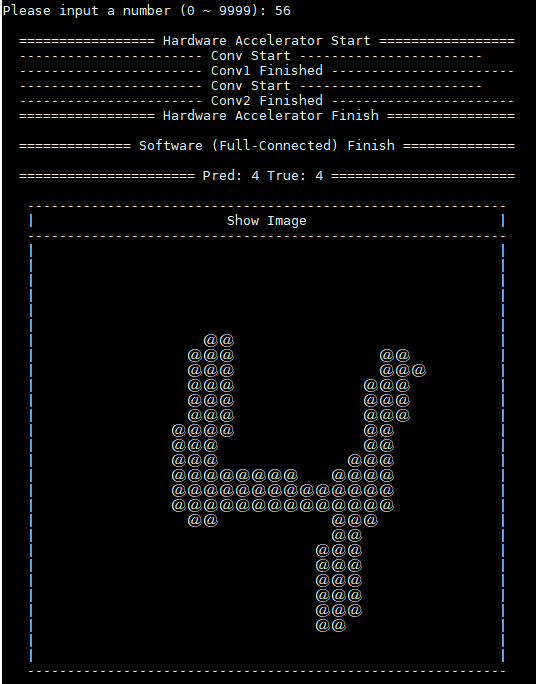 Please input a number (0 ~ 9999): 56
================= Hardware Accelerator Start =================
----------------------- Conv Start -----------------------
----------------------- Conv1 Finished -----------------------
----------------------- Conv Start -----------------------
----------------------- Conv2 Finished -----------------------
================= Hardware Accelerator Finish ================
============== Software (Full-Connected) Finish ==============
====================== Pred: 4 True: 4 =======================
------------------------------------------------------------
| Show Image |
------------------------------------------------------------
@@
@@@ @@
@@@ @@@
@@@ @@@
@@@ @@@
@@@ @@@
@@@@ @@
@@@ @@
@@@ @@@
@@@@@@@@ @@@@
@@@@@@@@@@@@@@
@@@@@@@@@@@@@@
@@ @@@
@@
@@@
@@@
@@@
@@@
@@@
@@
------------------------------------------------------------